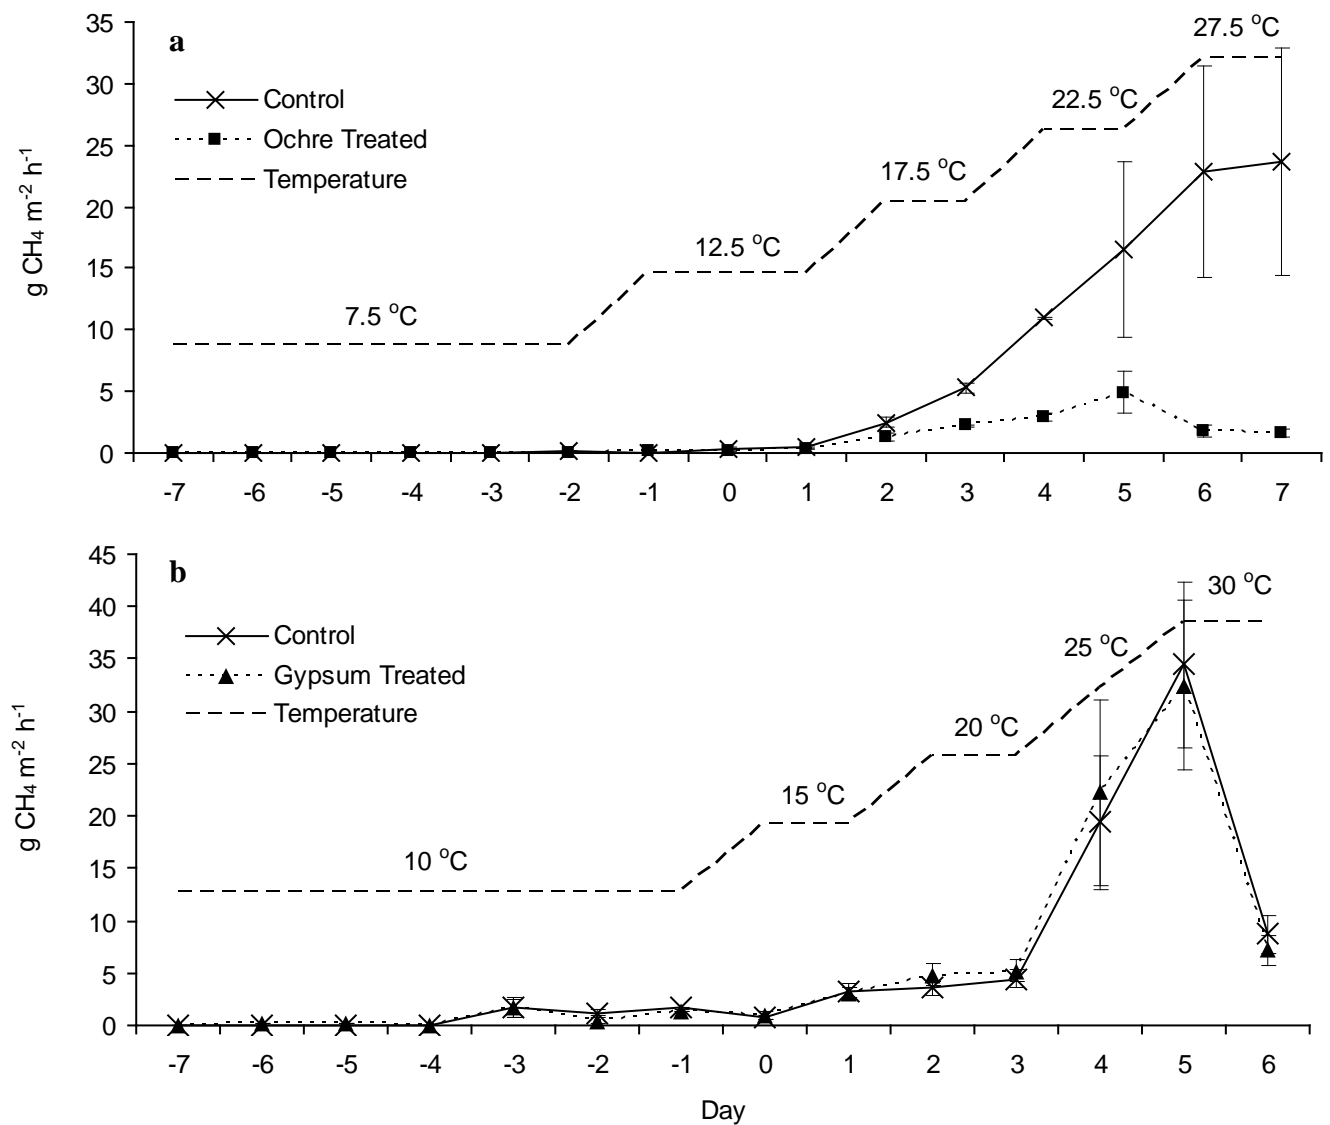 a
35
30
25
20
15
10
5
0
g CH₄ m⁻² h⁻¹
Control
Ochre Treated
Temperature
7.5 °C
12.5 °C
17.5 °C
22.5 °C
27.5 °C
-7 -6 -5 -4 -3 -2 -1 0 1 2 3 4 5 6 7
b
45
40
35
30
25
20
15
10
5
0
g CH₄ m⁻² h⁻¹
Control
Gypsum Treated
Temperature
10 °C
15 °C
20 °C
25 °C
30 °C
-7 -6 -5 -4 -3 -2 -1 0 1 2 3 4 5 6
Day